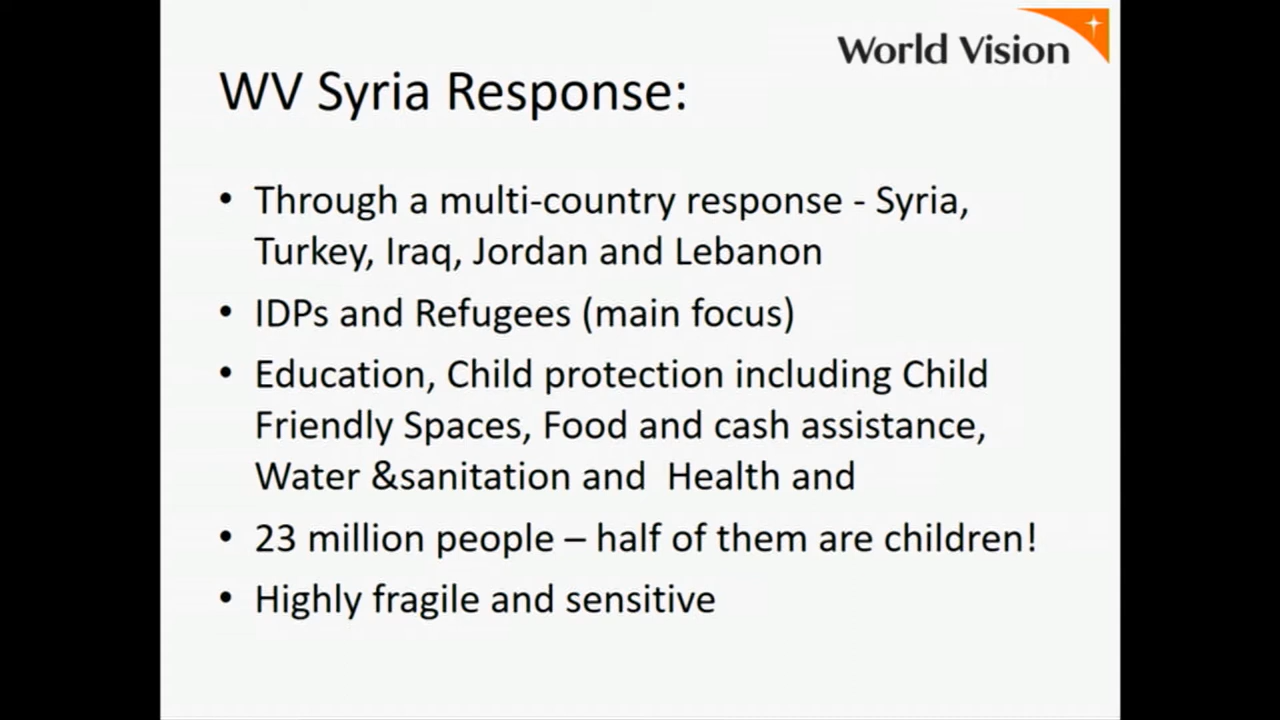 World Vision
WV Syria Response:
• Through a multi-country response - Syria,
Turkey, Iraq, Jordan and Lebanon
• IDPs and Refugees (main focus)
• Education, Child protection including Child
Friendly Spaces, Food and cash assistance,
Water &sanitation and  Health and
• 23 million people – half of them are children!
• Highly fragile and sensitive